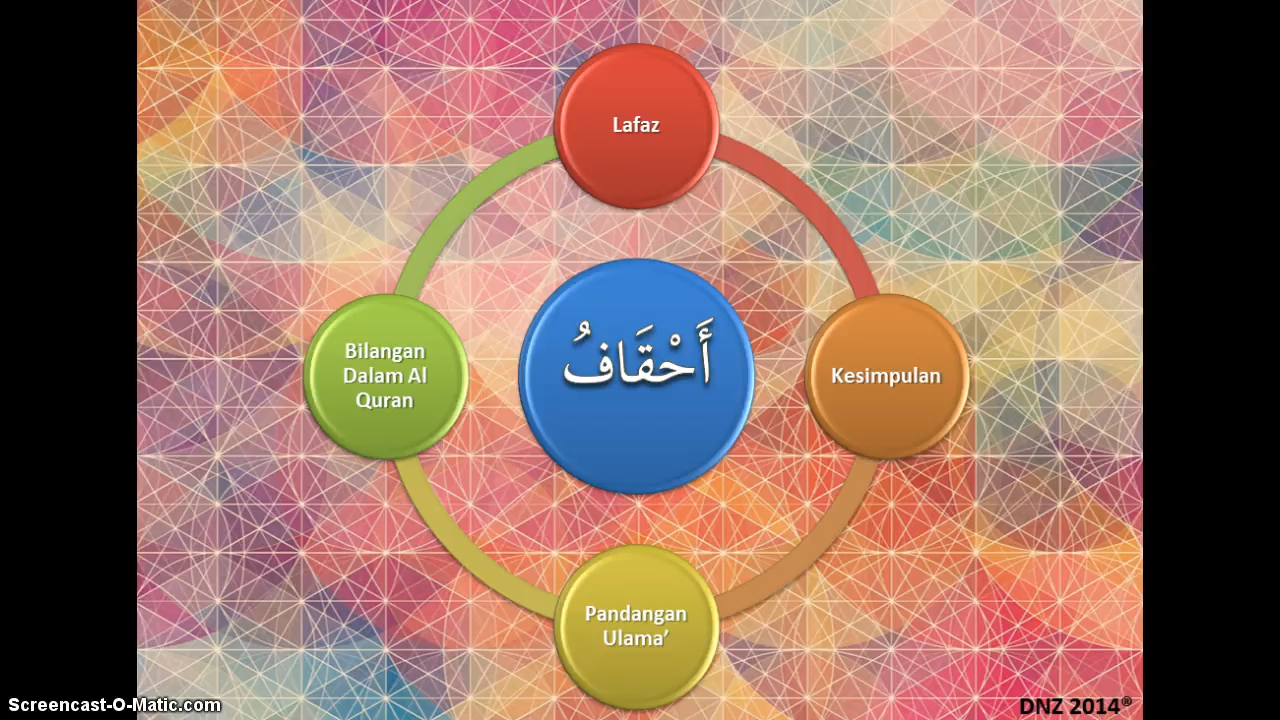 Lafaz
Bilangan
Dalam Al
Quran
أَحْقَافُ
Kesimpulan
Pandangan
Ulama’
Screencast-O-Matic.com
DNZ 2014®